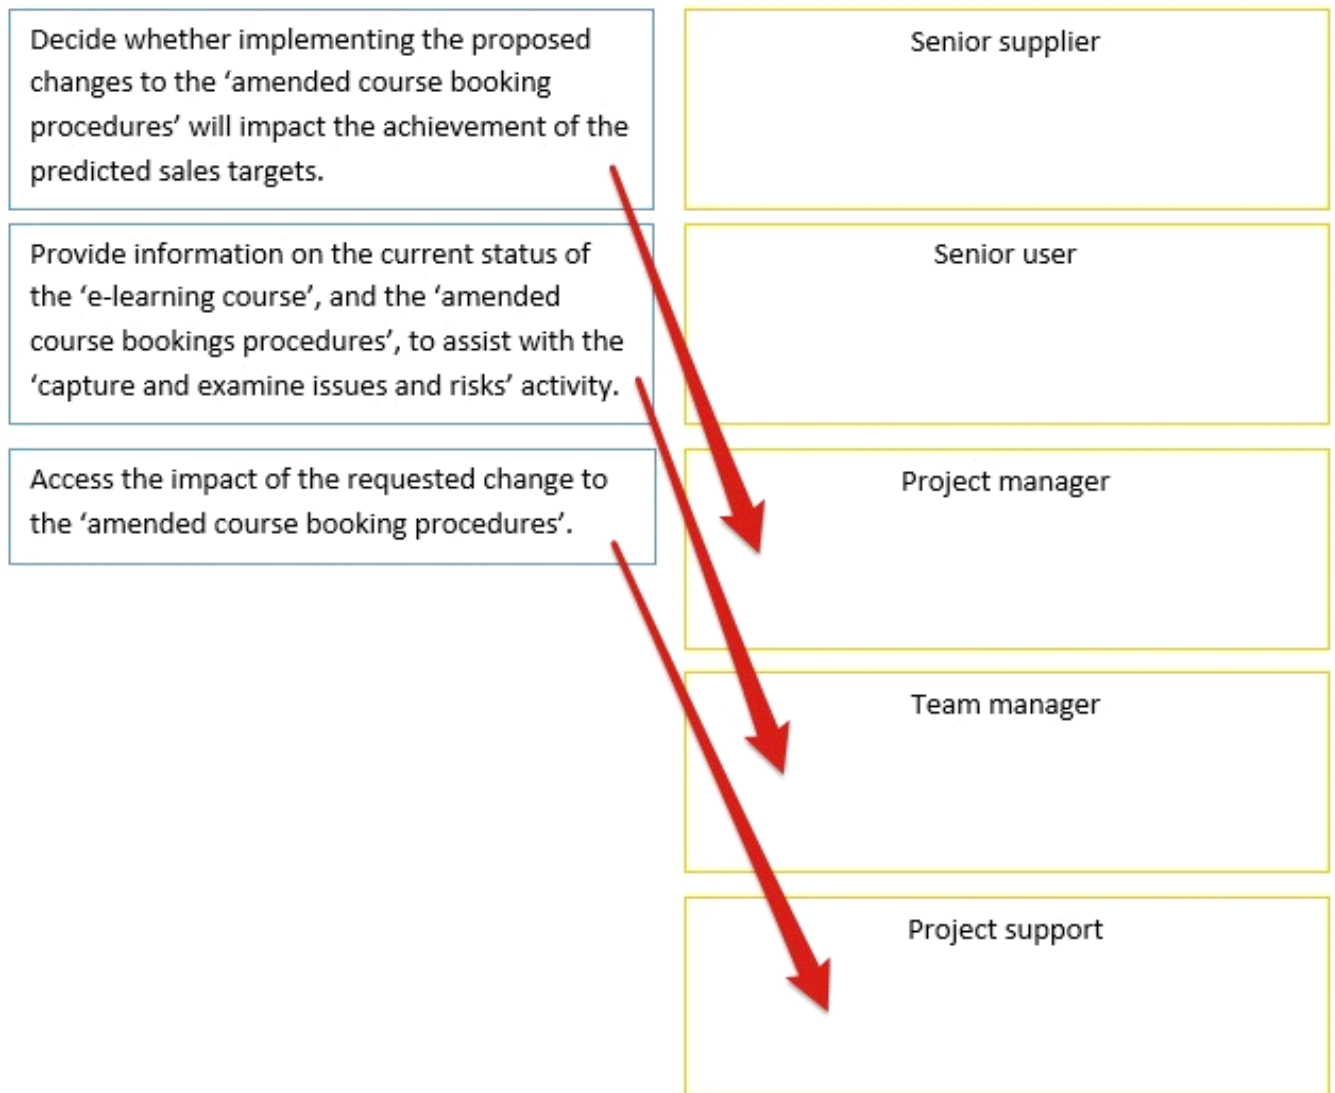 Decide whether implementing the proposed
changes to the ‘amended course booking
procedures’ will impact the achievement of the
predicted sales targets.
Provide information on the current status of
the ‘e-learning course’, and the ‘amended
course bookings procedures’, to assist with the
‘capture and examine issues and risks’ activity.
Access the impact of the requested change to
the ‘amended course booking procedures’.
Senior supplier
Senior user
Project manager
Team manager
Project support